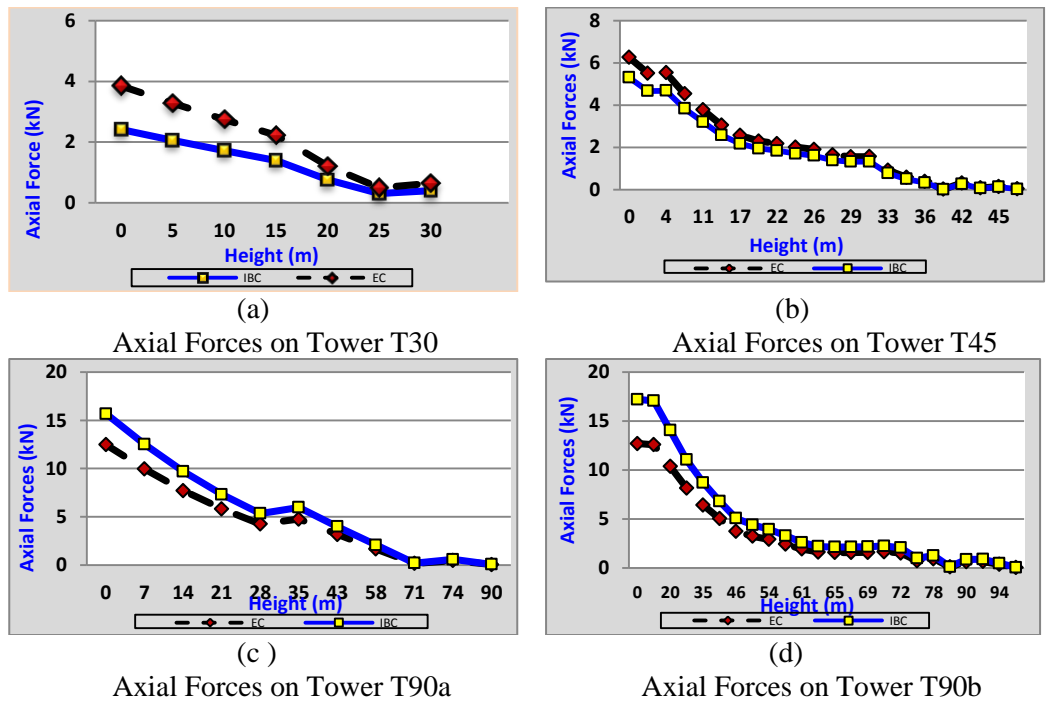 6
4
2
0
Axial Force (kN)
0 5 10 15 20 25 30
Height (m)
IBC EC
(a)
Axial Forces on Tower T30
8
6
4
2
0
Axial Forces (kN)
0 4 11 17 22 26 29 33 36 42 45
Height (m)
EC IBC
(b)
Axial Forces on Tower T45
20
15
10
5
0
Axial Forces (kN)
0 7 14 21 28 35 43 58 71 74 90
Height (m)
EC IBC
(c )
Axial Forces on Tower T90a
20
15
10
5
0
Axial Forces (kN)
0 20 35 46 54 61 65 69 72 78 90 94
Height (m)
EC IBC
(d)
Axial Forces on Tower T90b